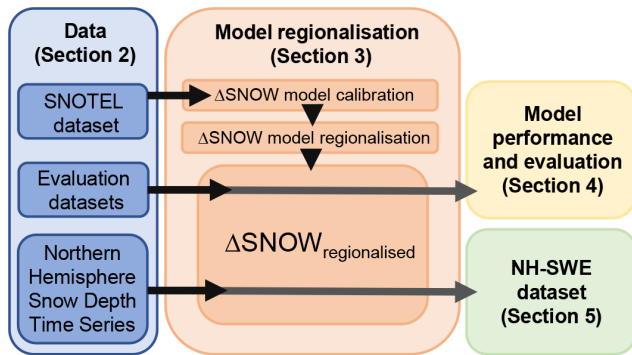 Data
(Section 2)
SNOTEL
dataset
Evaluation
datasets
Northern
Hemisphere
Snow Depth
Time Series
Model regionalisation
(Section 3)
ΔSNOW model calibration
ΔSNOW model regionalisation
ΔSNOWregionalised
Model
performance
and evaluation
(Section 4)
NH-SWE
dataset
(Section 5)